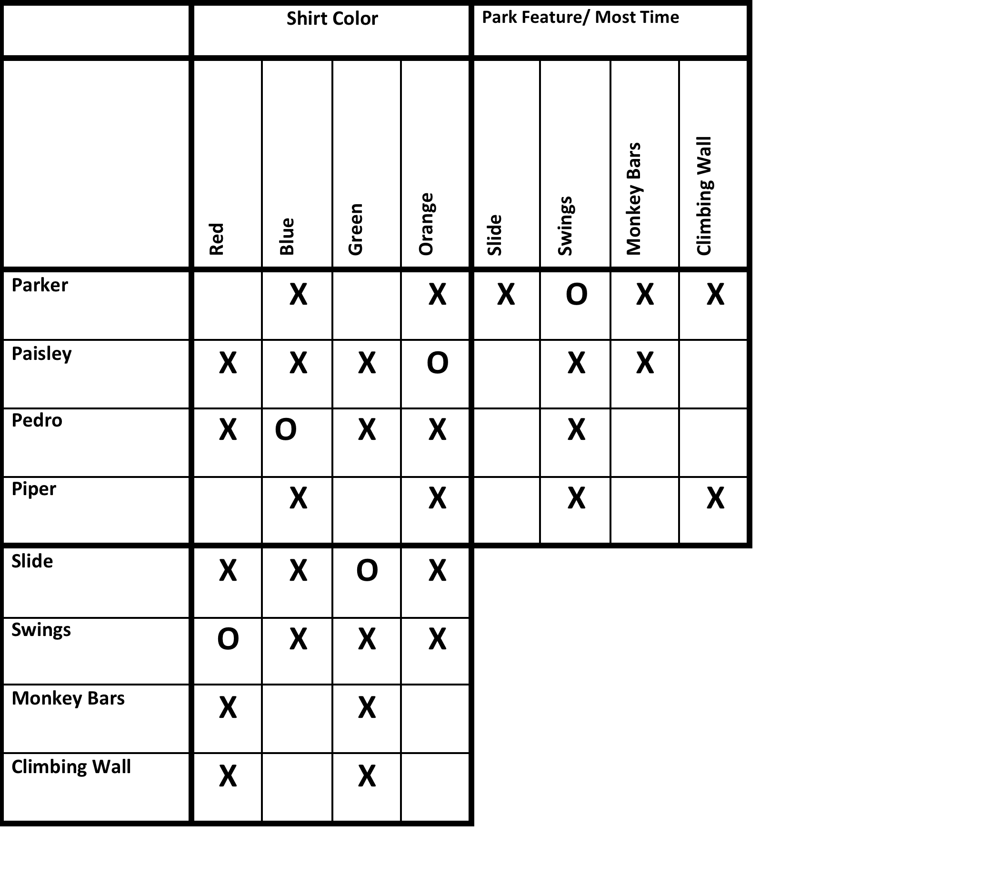 Shirt Color Park Feature/ Most Time
Red Blue Green Orange Slide Swings Monkey Bars Climbing Wall
Parker X X X O X X
Paisley X X X O X X
Pedro X O X X X
Piper X X X X
Slide X X O X
Swings O X X X
Monkey Bars X X
Climbing Wall X X